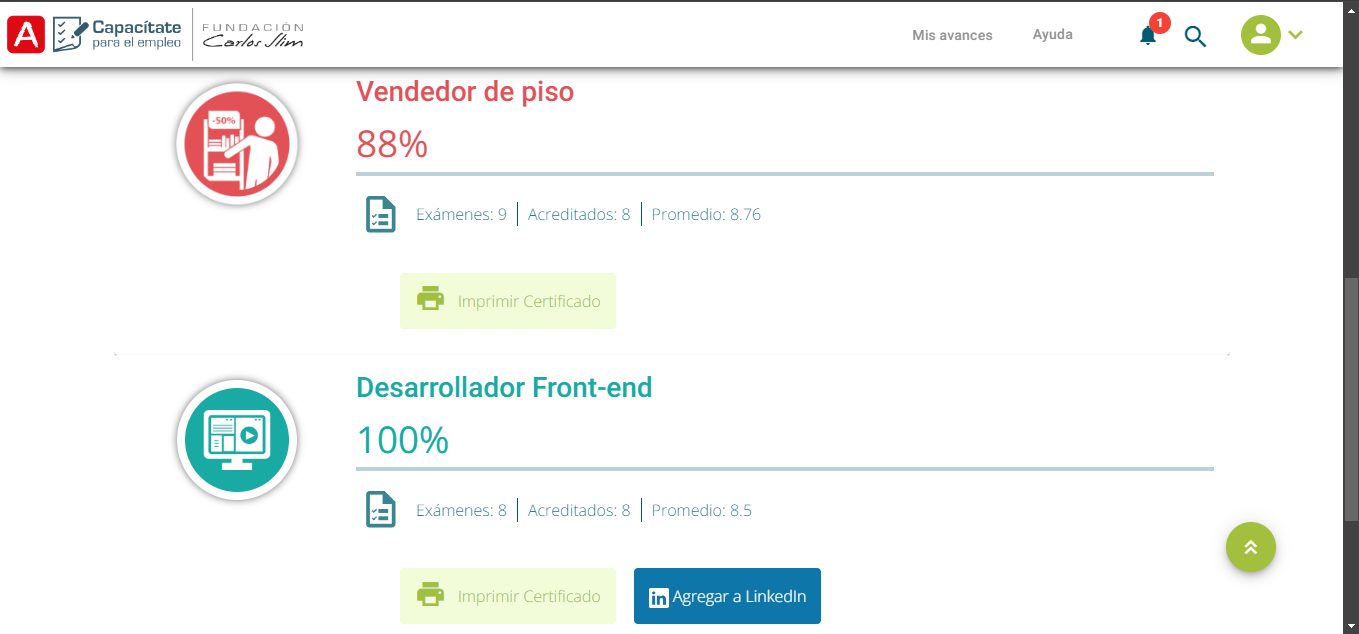 A Capacítate para el empleo
FUNDACIÓN Carlos Slim
Mis avances Ayuda 1
Vendedor de piso
-50%
88%
Exámenes: 9 Acreditados: 8 Promedio: 8.76
Imprimir Certificado
Desarrollador Front-end
100%
Exámenes: 8 Acreditados: 8 Promedio: 8.5
Imprimir Certificado
in Agregar a LinkedIn